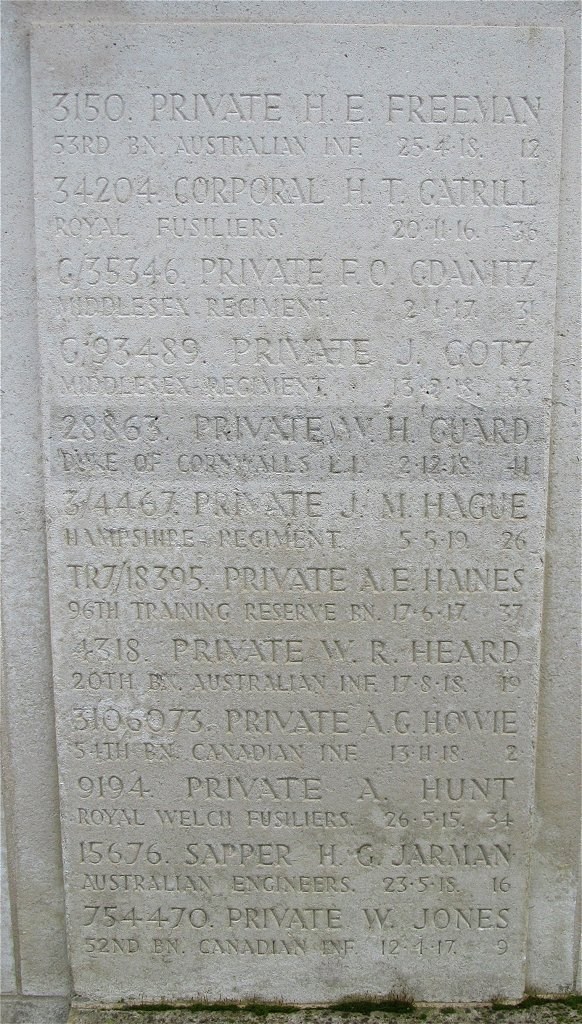 3150. PRIVATE H. E. FREEMAN
53RD BN. AUSTRALIAN INF. 25·4·18. 12
34204. CORPORAL H. T. GATRILL
ROYAL FUSILIERS. 20·11·16. 36
G/35346. PRIVATE F. O. GDANITZ
MIDDLESEX REGIMENT. 2·1·17. 31
G/93489. PRIVATE J. GOTZ
MIDDLESEX REGIMENT. 33
28863. PRIVATE W. H. GUARD
DUKE OF CORNWALLS L.I. 2·12·18. 41
3/4467. PRIVATE J. M. HAGUE
HAMPSHIRE REGIMENT. 5·5·19. 26
TR7/18395. PRIVATE A. E. HAINES
96TH TRAINING RESERVE BN. 17·6·17. 37
4318. PRIVATE W. R. HEARD
20TH BN. AUSTRALIAN INF. 17·8·18. 19
3106073. PRIVATE A. G. HOWIE
54TH BN. CANADIAN INF. 13·11·18. 2
9194. PRIVATE A. HUNT
ROYAL WELCH FUSILIERS. 26·5·15. 34
15676. SAPPER H. G. JARMAN
AUSTRALIAN ENGINEERS. 23·5·18. 16
754470. PRIVATE W. JONES
52ND BN. CANADIAN INF. 12·1·17. 9